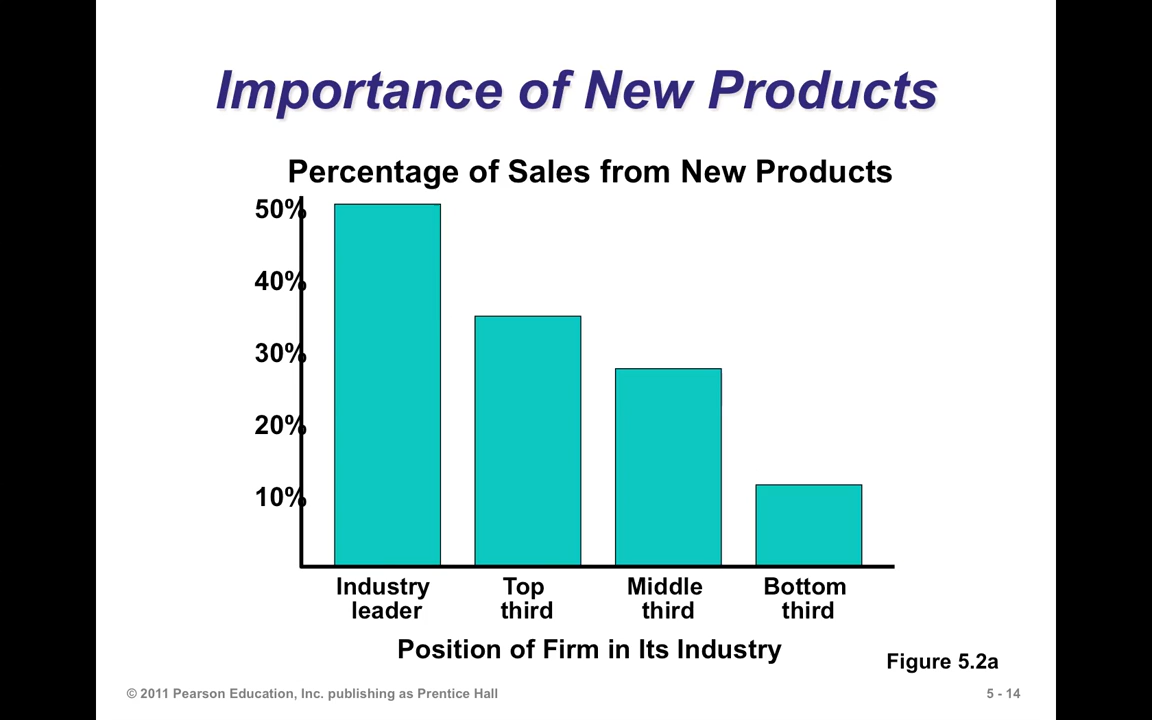 Importance of New Products
Percentage of Sales from New Products
50%
40%
30%
20%
10%
Industry leader
Top third
Middle third
Bottom third
Position of Firm in Its Industry
Figure 5.2a
© 2011 Pearson Education, Inc. publishing as Prentice Hall
5 - 14